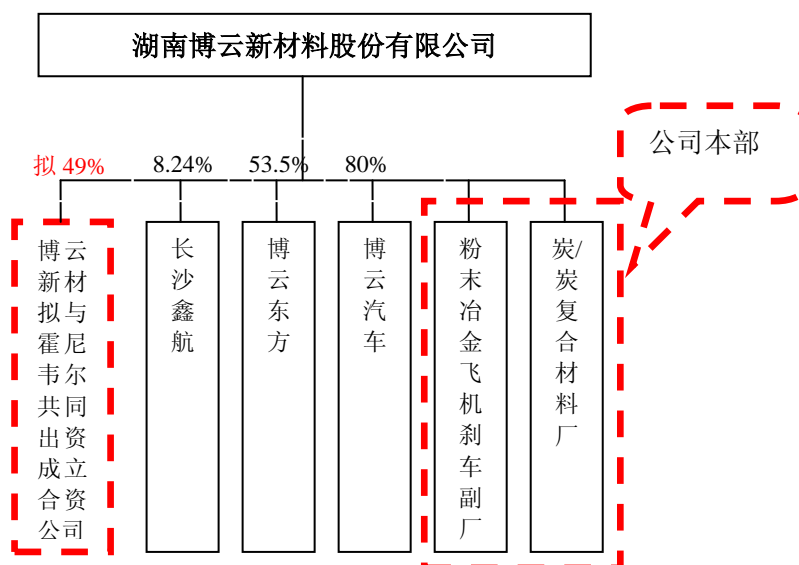 湖南博云新材料股份有限公司
公司本部
拟 49%
8.24%
53.5%
80%
博云
新材
拟与
霍尼
韦尔
共同
出资
成立
合资
公司
长沙鑫航
博云东方
博云汽车
粉末冶金飞机刹车副厂
炭/炭复合材料厂